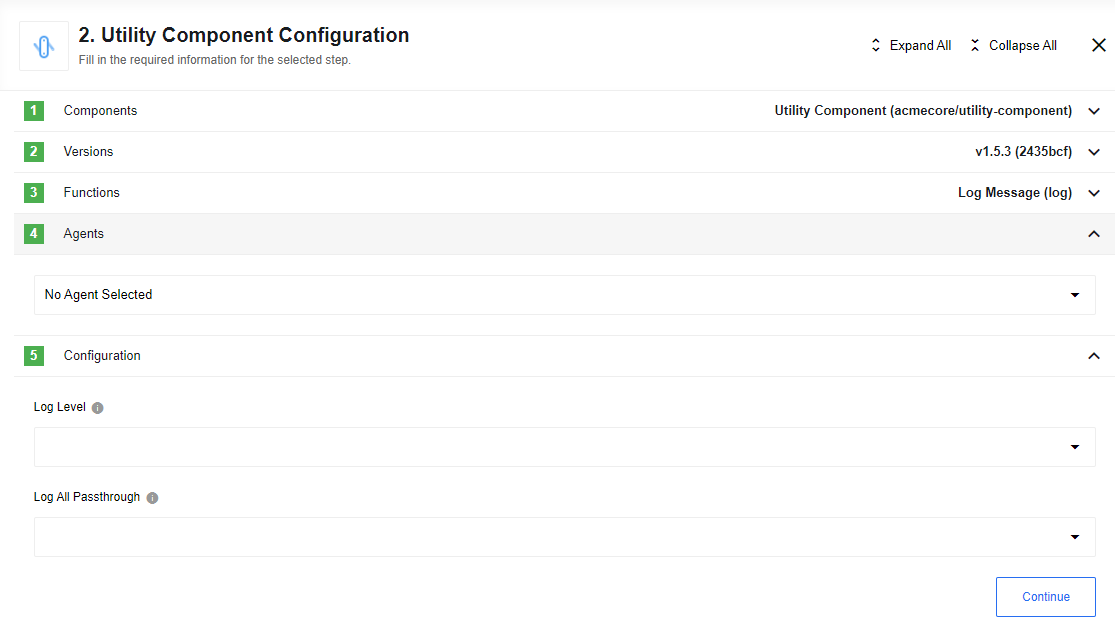 2. Utility Component Configuration
Fill in the required information for the selected step.
Expand All
Collapse All
1 Components Utility Component (acmecore/utility-component)
2 Versions v1.5.3 (2435bcf)
3 Functions Log Message (log)
4 Agents
No Agent Selected
5 Configuration
Log Level
Log All Passthrough
Continue